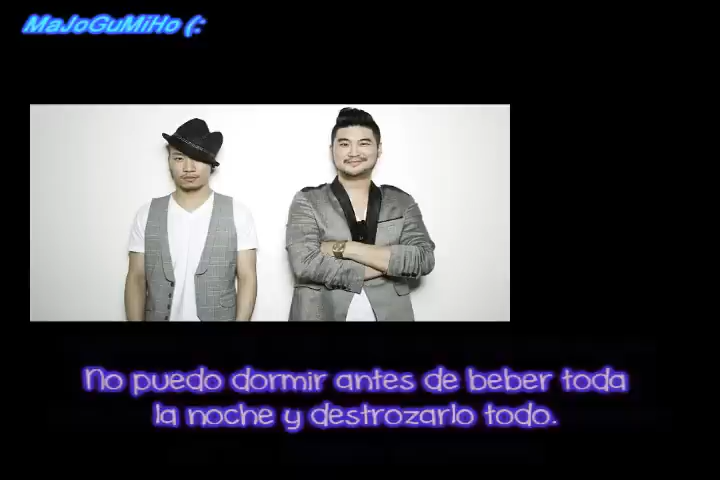 MaJoGuMiHo (:
No puedo dormir antes de beber toda
la noche y destrozarlo todo.